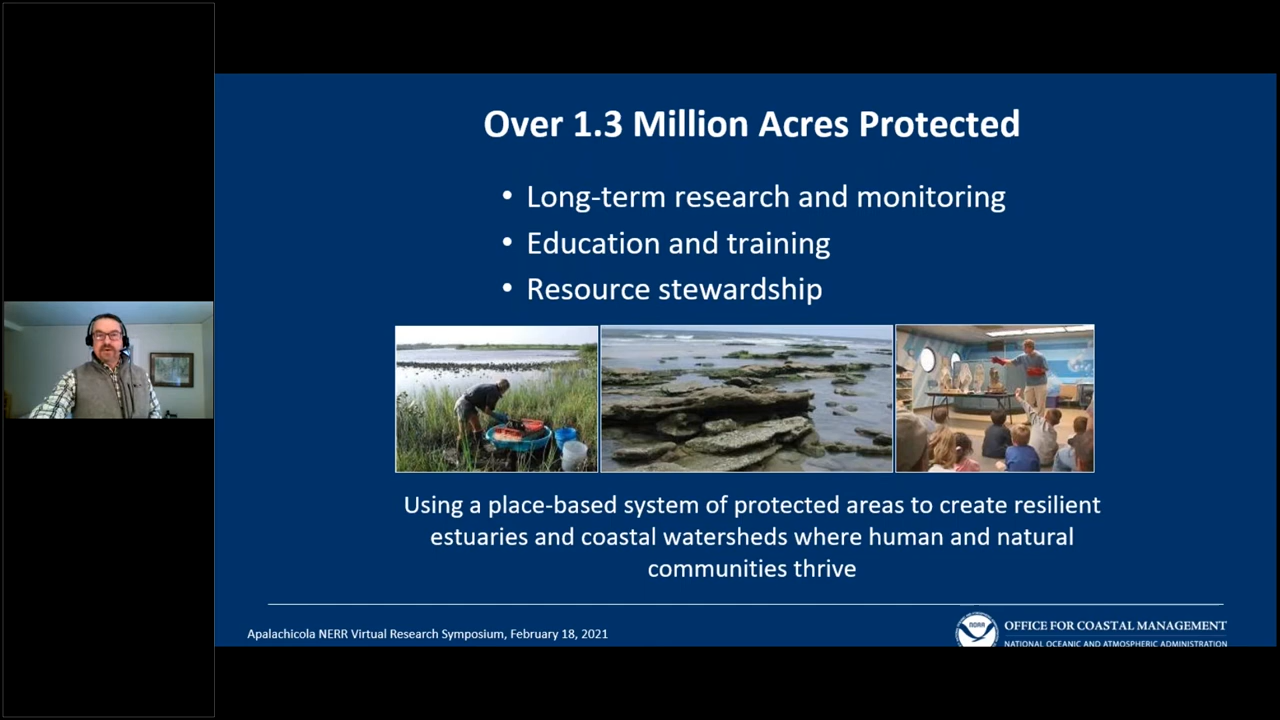 Over 1.3 Million Acres Protected
• Long-term research and monitoring
• Education and training
• Resource stewardship
Using a place-based system of protected areas to create resilient
estuaries and coastal watersheds where human and natural
communities thrive
Apalachicola NERR Virtual Research Symposium, February 18, 2021
NOAA
OFFICE FOR COASTAL MANAGEMENT
NATIONAL OCEANIC AND ATMOSPHERIC ADMINISTRATION